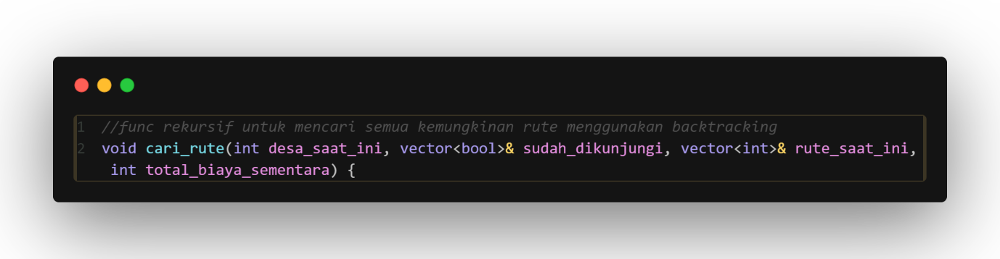 1 //func rekursif untuk mencari semua kemungkinan rute menggunakan backtracking
2 void cari_rute(int desa_saat_ini, vector<bool>& sudah_dikunjungi, vector<int>& rute_saat_ini,
int total_biaya_sementara) {